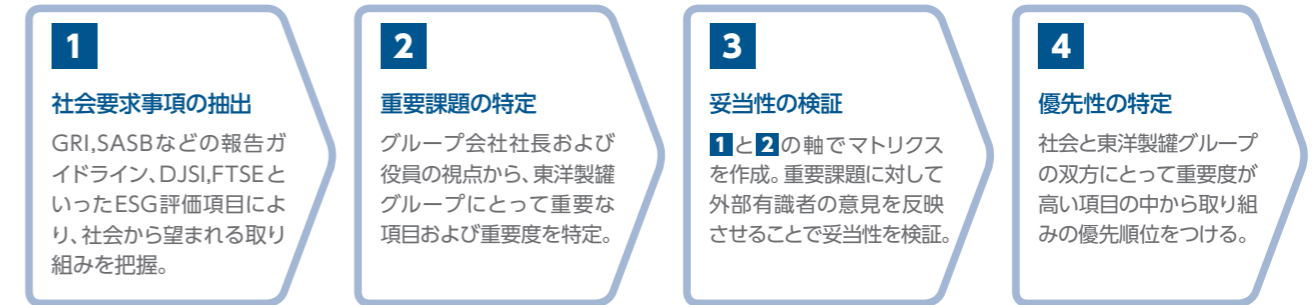 1
社会要求事項の抽出
GRI,SASBなどの報告ガ
イドライン、DJSI,FTSEと
いったESG評価項目によ
り、社会から望まれる取り
組みを把握。
2
重要課題の特定
グループ会社社長および
役員の視点から、東洋製罐
グループにとって重要な
項目および重要度を特定。
3
妥当性の検証
1と2の軸でマトリクス
を作成。重要課題に対して
外部有識者の意見を反映
させることで妥当性を検証。
4
優先性の特定
社会と東洋製罐グループ
の双方にとって重要度が
高い項目の中から取り組
みの優先順位をつける。